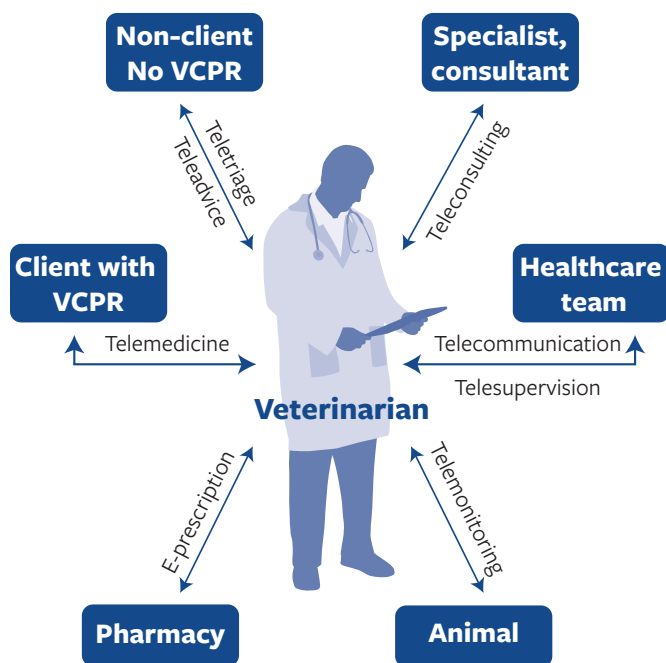 Non-client
No VCPR
Specialist,
consultant
Teletriage
Teleadvice
Teleconsulting
Client with
VCPR
Healthcare
team
Telemedicine
Telecommunication
Telesupervision
Veterinarian
E-prescription
Telemonitoring
Pharmacy
Animal